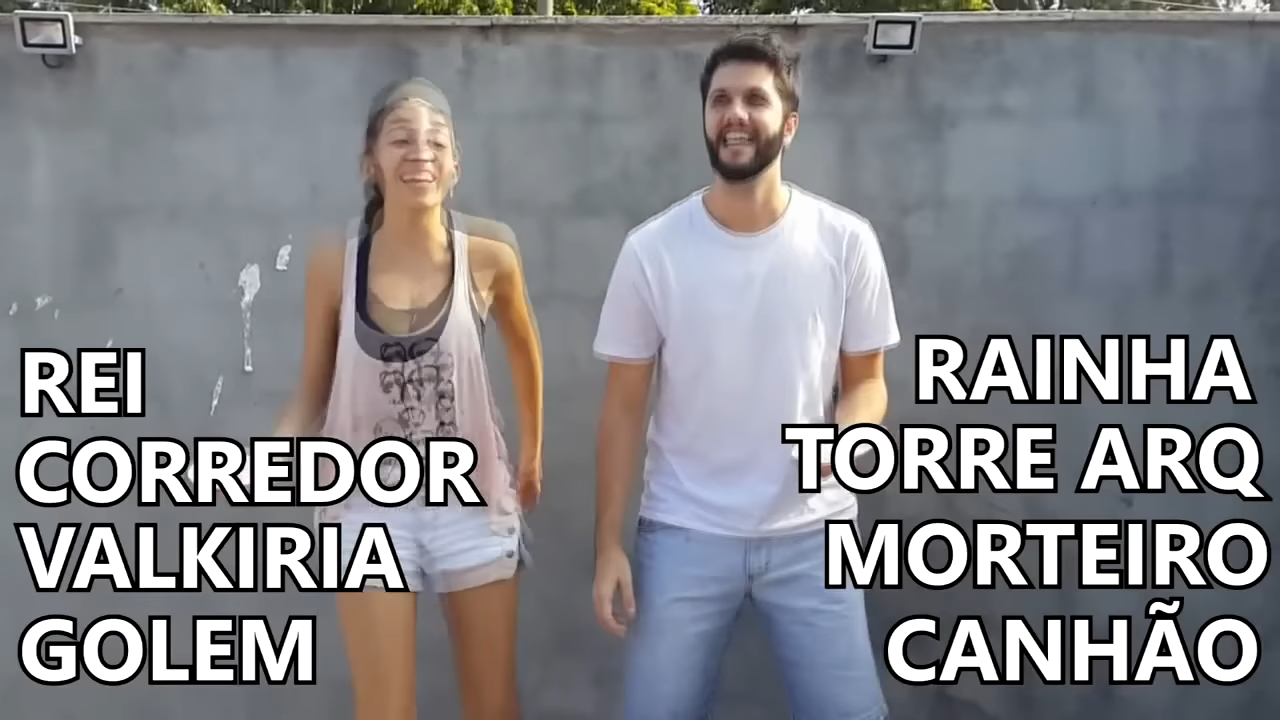 REI
CORREDOR
VALKIRIA
GOLEM
RAINHA
TORRE ARQ
MORTEIRO
CANHÃO